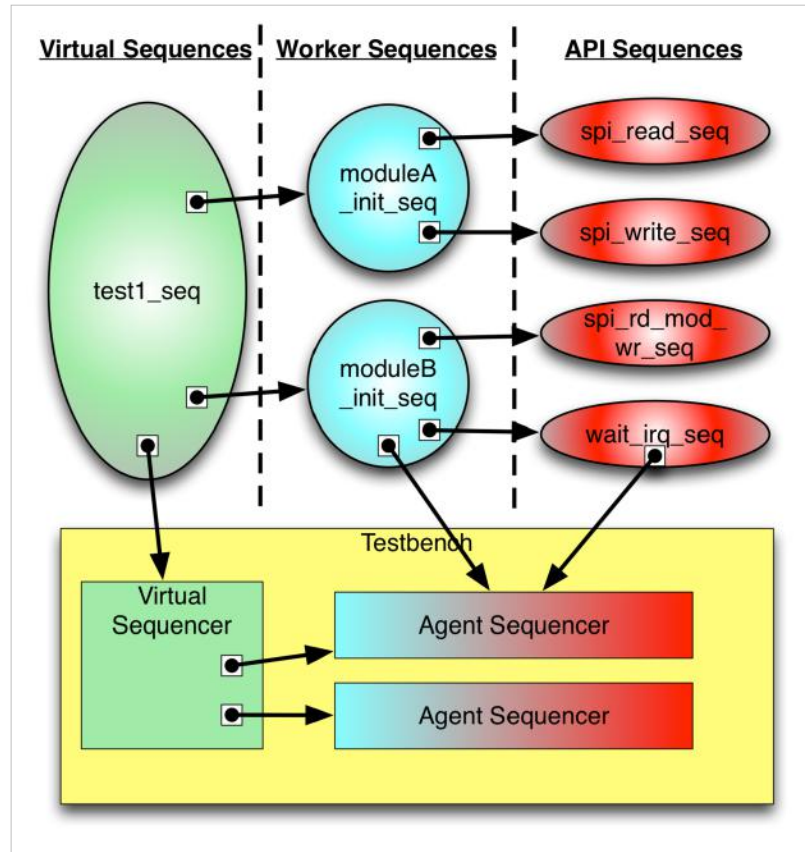 Virtual Sequences
Worker Sequences
API Sequences
test1_seq
moduleA
_init_seq
moduleB
_init_seq
spi_read_seq
spi_write_seq
spi_rd_mod_
wr_seq
wait_irq_seq
Testbench
Virtual
Sequencer
Agent Sequencer
Agent Sequencer